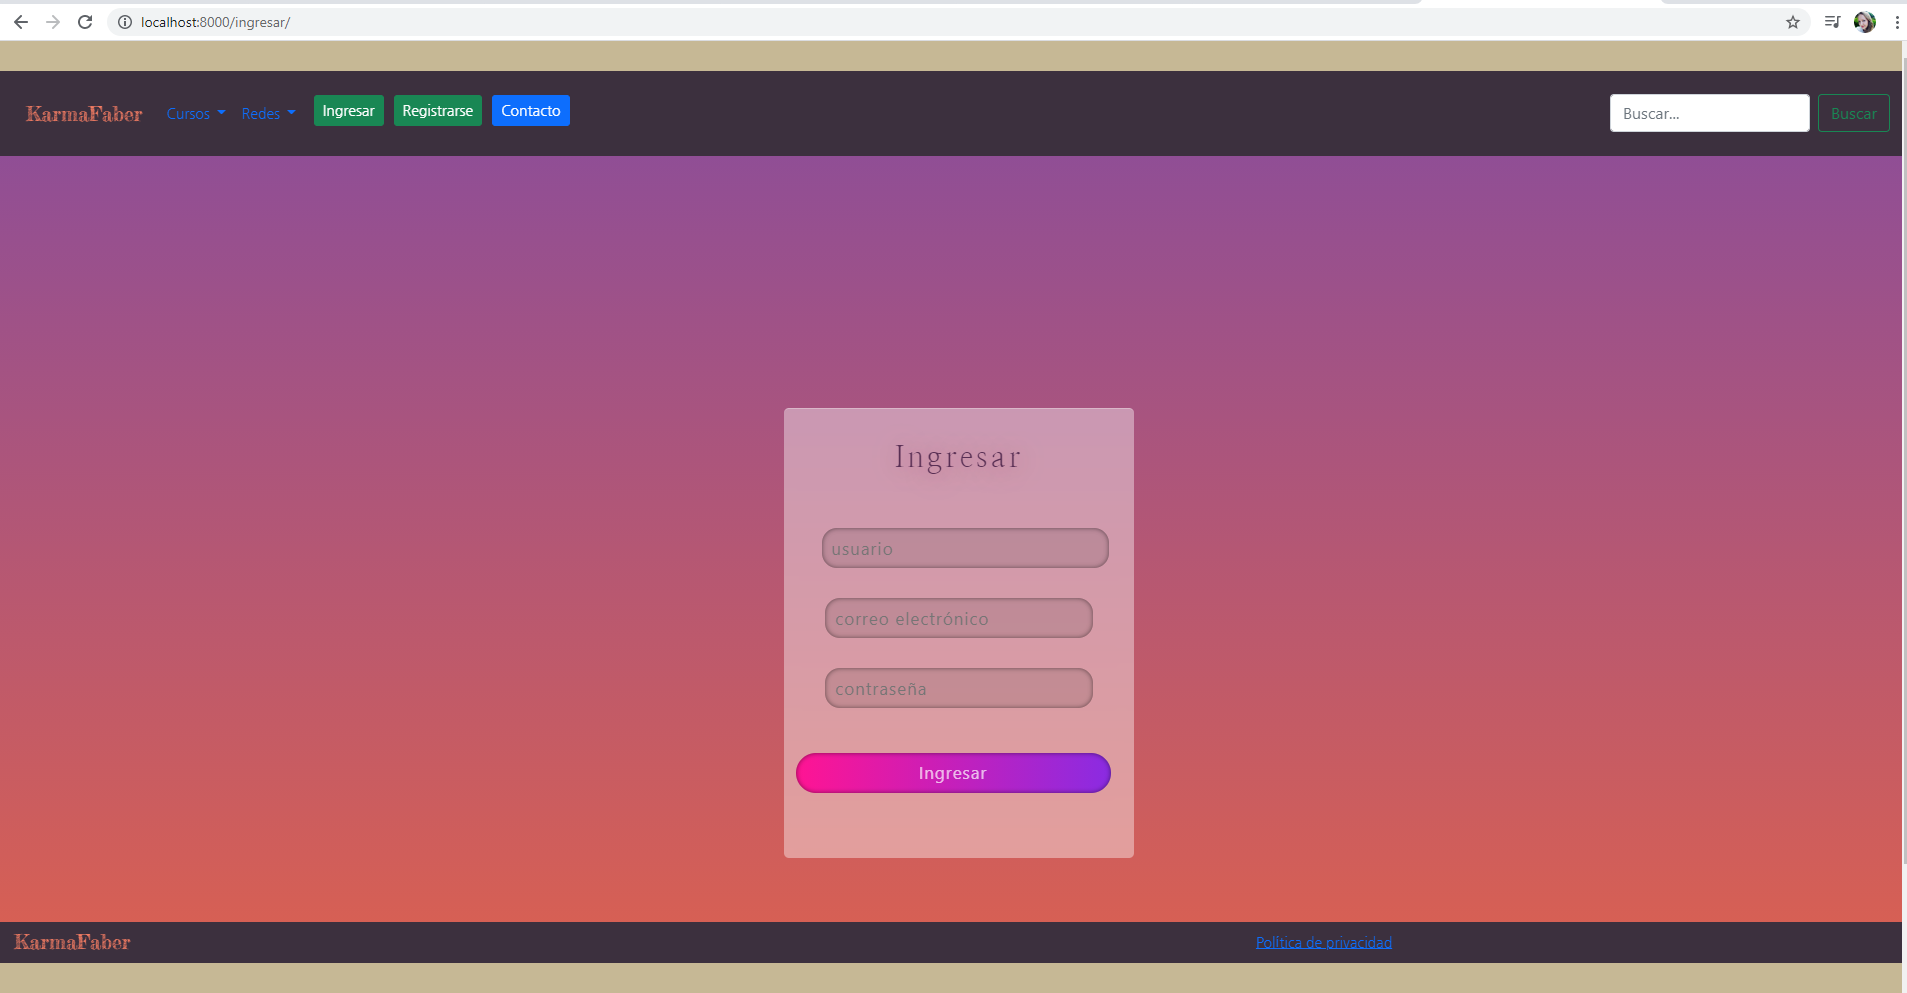 localhost:8000/ingresar/
KarmaFaber Cursos Redes Ingresar Registrarse Contacto Buscar... Buscar
Ingresar
usuario
correo electrónico
contraseña
Ingresar
KarmaFaber Política de privacidad